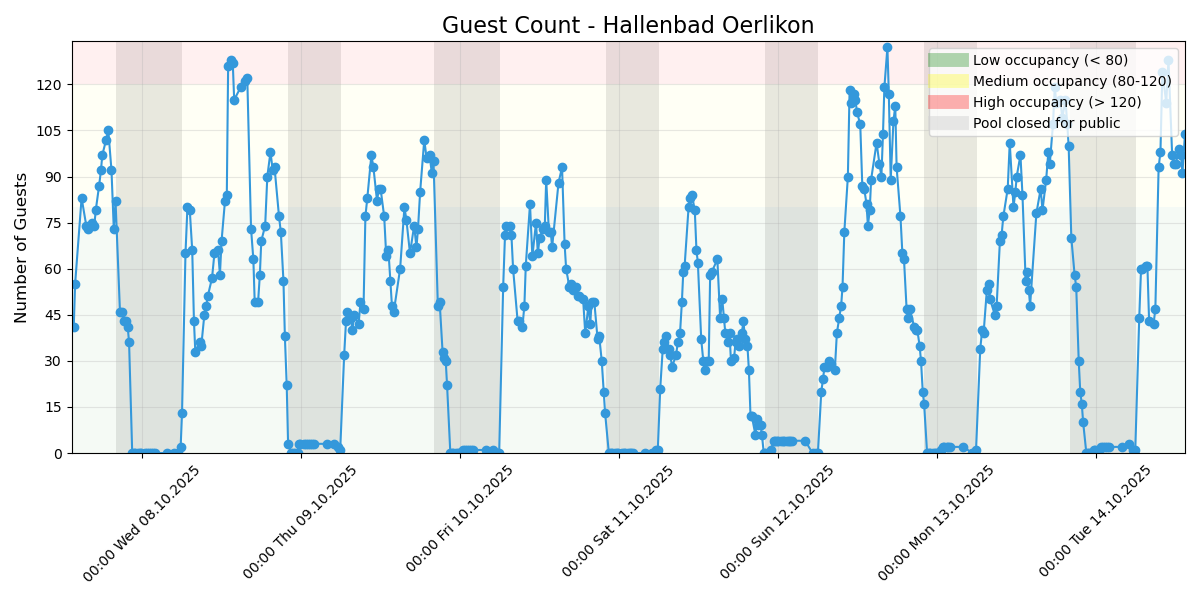 Guest Count - Hallenbad Oerlikon
Number of Guests
120
105
90
75
60
45
30
15
0
Low occupancy (< 80)
Medium occupancy (80-120)
High occupancy (> 120)
Pool closed for public
00:00 Wed 08.10.2025
00:00 Thu 09.10.2025
00:00 Fri 10.10.2025
00:00 Sat 11.10.2025
00:00 Sun 12.10.2025
00:00 Mon 13.10.2025
00:00 Tue 14.10.2025